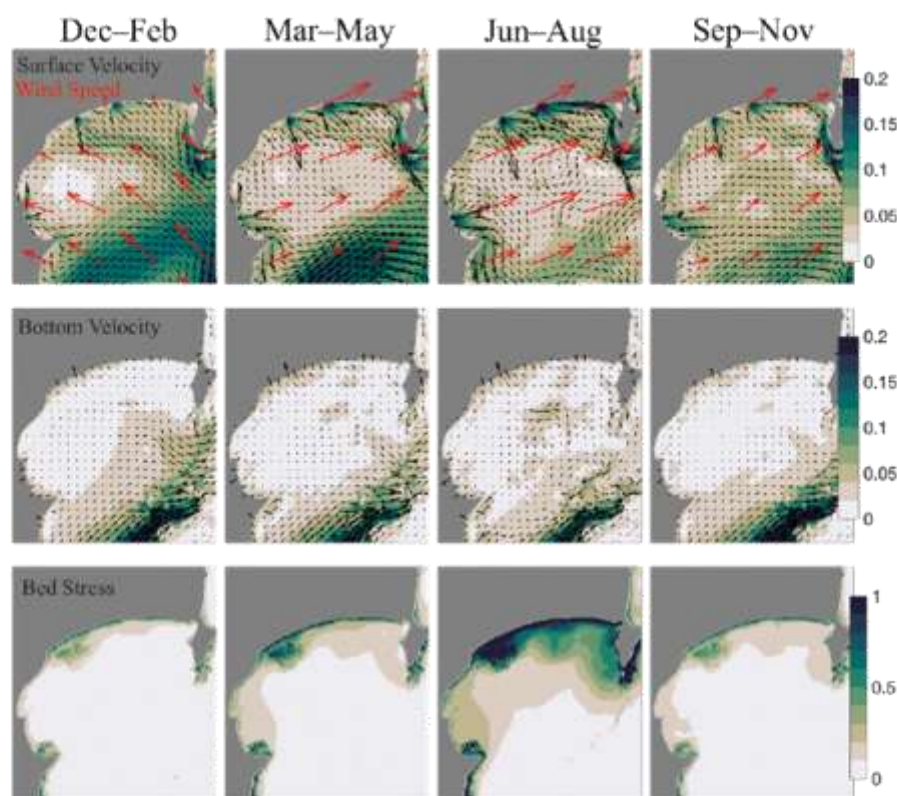 Dec–Feb Mar–May Jun–Aug Sep–Nov
Surface Velocity
Wind Speed
0.2
0.15
0.1
0.05
0
Bottom Velocity
0.2
0.15
0.1
0.05
0
Bed Stress
1
0.5
0